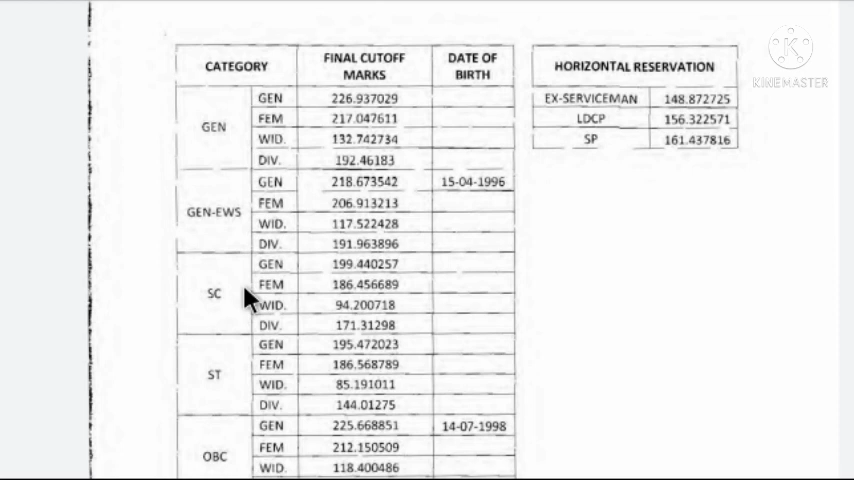 CATEGORY FINAL CUTOFF MARKS DATE OF BIRTH
GEN GEN 226.937029
FEM 217.047611
WID. 132.742734
DIV. 192.46183
GEN-EWS GEN 218.673542 15-04-1996
FEM 206.913213
WID. 117.522428
DIV. 191.963896
SC GEN 199.440257
FEM 186.456689
WID. 94.200718
DIV. 171.31298
ST GEN 195.472023
FEM 186.568789
WID. 85.191011
DIV. 144.01275
OBC GEN 225.668851 14-07-1998
FEM 212.150509
WID. 118.400486
HORIZONTAL RESERVATION
EX-SERVICEMAN 148.872725
LDCP 156.322571
SP 161.437816
K
KINEMASTER